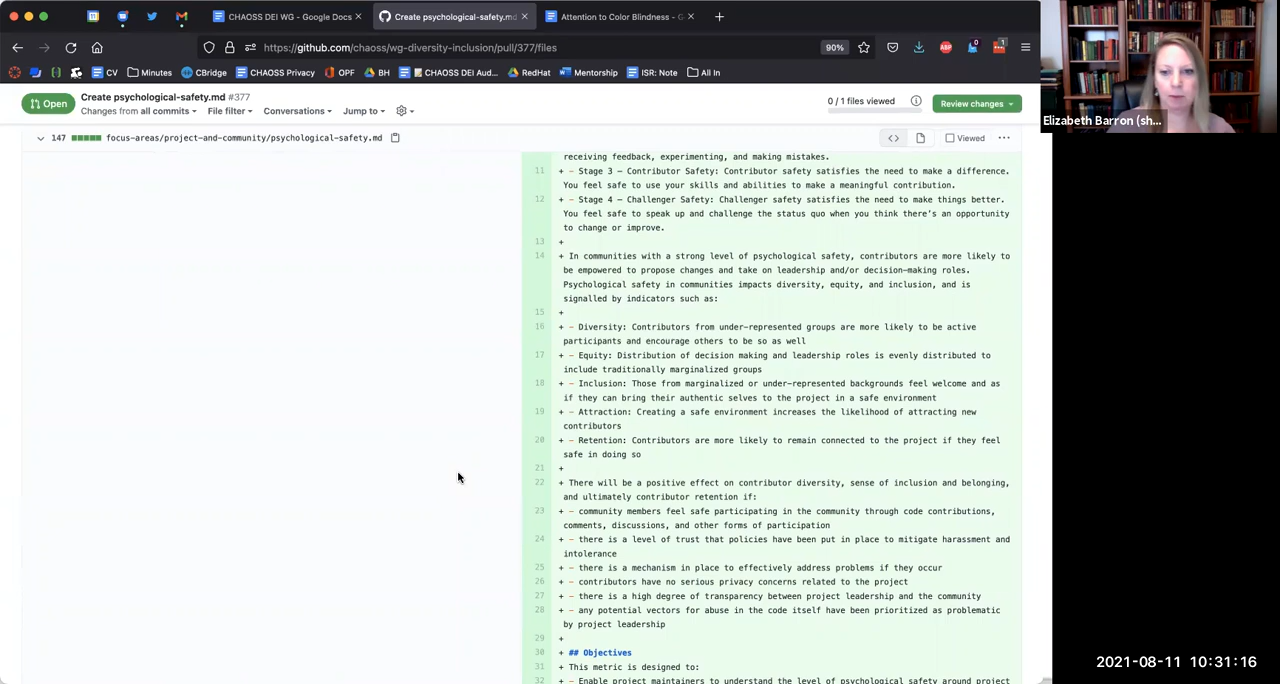 CHAOSS DEI WG - Google Docs
Create psychological-safety.md
Attention to Color Blindness - G
https://github.com/chaoss/wg-diversity-inclusion/pull/377/files
90%
ABP
0
1
CV
Minutes
CBridge
CHAOSS Privacy
OPF
BH
CHAOSS DEI Aud...
RedHat
Mentorship
ISR: Note
All In
Open
Create psychological-safety.md #377
Changes from all commits
File filter
Conversations
Jump to
0 / 1 files viewed
Review changes
147 focus-areas/project-and-community/psychological-safety.md
Viewed
receiving feedback, experimenting, and making mistakes.
11 + - Stage 3 – Contributor Safety: Contributor safety satisfies the need to make a difference.
You feel safe to use your skills and abilities to make a meaningful contribution.
12 + - Stage 4 – Challenger Safety: Challenger safety satisfies the need to make things better.
You feel safe to speak up and challenge the status quo when you think there's an opportunity
to change or improve.
13 +
14 + In communities with a strong level of psychological safety, contributors are more likely to
be empowered to propose changes and take on leadership and/or decision-making roles.
Psychological safety in communities impacts diversity, equity, and inclusion, and is
signalled by indicators such as:
15 +
16 + - Diversity: Contributors from under-represented groups are more likely to be active
participants and encourage others to be so as well
17 + - Equity: Distribution of decision making and leadership roles is evenly distributed to
include traditionally marginalized groups
18 + - Inclusion: Those from marginalized or under-represented backgrounds feel welcome and as
if they can bring their authentic selves to the project in a safe environment
19 + - Attraction: Creating a safe environment increases the likelihood of attracting new
contributors
20 + - Retention: Contributors are more likely to remain connected to the project if they feel
safe in doing so
21 +
22 + There will be a positive effect on contributor diversity, sense of inclusion and belonging,
and ultimately contributor retention if:
23 + - community members feel safe participating in the community through code contributions,
comments, discussions, and other forms of participation
24 + - there is a level of trust that policies have been put in place to mitigate harassment and
intolerance
25 + - there is a mechanism in place to effectively address problems if they occur
26 + - contributors have no serious privacy concerns related to the project
27 + - there is a high degree of transparency between project leadership and the community
28 + - any potential vectors for abuse in the code itself have been prioritized as problematic
by project leadership
29 +
30 + ## Objectives
31 + This metric is designed to:
32 + - Enable project maintainers to understand the level of psychological safety around project
Elizabeth Barron (sh...
2021-08-11 10:31:16